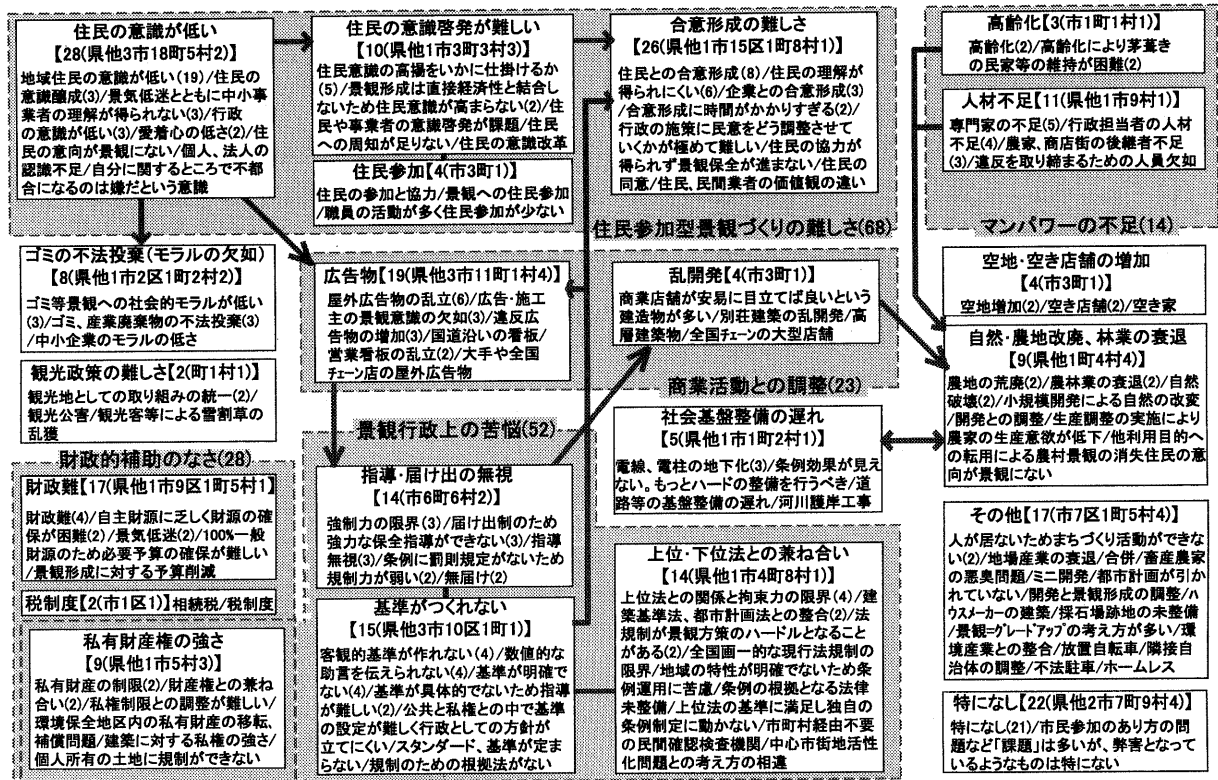 住民の意識が低い
【28(県他3市18町5村2)】
地域住民の意識が低い(19)/住民の
意識醸成(3)/景気低迷とともに中小事
業者の理解が得られない(3)/行政
の意識が低い(3)/愛着心の低さ(2)/住
民の意向が景観にない/個人、法人の
認識不足/自分に関するところで不都
合になるのは嫌だという意識
住民の意識啓発が難しい
【10(県他1市3町3村3)】
住民意識の高揚をいかに仕掛けるか
(5)/景観形成は直接経済性と結合し
ないため住民意識が高まらない(2)/住
民や事業者の意識啓発が課題/住民
への周知が足りない/住民の意識改革
住民参加【4(市3町1)】
住民の参加と協力/景観への住民参加
/職員の活動が多く住民参加が少ない
合意形成の難しさ
【26(県他1市15区1町8村1)】
住民との合意形成(8)/住民の理解が
得られにくい(6)/企業との合意形成(3)
/合意形成に時間がかかりすぎる(2)/
行政の施策に民意をどう調整させて
いくかが極めて難しい/住民の協力が
得られず景観保全が進まない/住民の
同意/住民、民間業者の価値観の違い
住民参加型景観づくりの難しさ(68)
高齢化【3(市1町1村1)】
高齢化(2)/高齢化により茅葺き
の民家等の維持が困難(2)
人材不足【11(県他1市9村1)】
専門家の不足(5)/行政担当者の人材
不足(4)/農家、商店街の後継者不足
(3)/違反を取り締まるための人員欠如
マンパワーの不足(14)
ゴミの不法投棄(モラルの欠如)
【8(県他1市2区1町2村2)】
ゴミ等景観への社会的モラルが低い
(3)/ゴミ、産業廃棄物の不法投棄(3)
/中小企業のモラルの低さ
観光政策の難しさ【2(町1村1)】
観光地としての取り組みの統一(2)/
観光公害/観光客等による雪割草の
乱獲
広告物【19(県他3市11町1村4)】
屋外広告物の乱立(6)/広告・施工
主の景観意識の欠如(3)/違反広
告物の増加(3)/国道沿いの看板/
営業看板の乱立(2)/大手や全国
チェーン店の屋外広告物
乱開発【4(市3町1)】
商業店舗が安易に目立てば良いという
建造物が多い/別荘建築の乱開発/高
層建築物/全国チェーンの大型店舗
商業活動との調整(23)
空地・空き店舗の増加
【4(市3町1)】
空地増加(2)/空き店舗(2)/空き家
自然・農地改廃、林業の衰退
【9(県他1町4村4)】
農地の荒廃(2)/農林業の衰退(2)/自然
破壊(2)/小規模開発による自然の改変
/開発との調整/生産調整の実施により
農家の生産意欲が低下/他利用目的へ
の転用による農村景観の消失住民の意
向が景観にない
社会基盤整備の遅れ
【5(県他1市1町2村1)】
電線、電柱の地下化(3)/条例効果が見え
ない。もっとハードの整備を行うべき/道
路等の基盤整備の遅れ/河川護岸工事
景観行政上の苦悩(52)
指導・届け出の無視
【14(市6町6村2)】
強制力の限界(3)/届け出制のため
強力な保全指導ができない(3)/指導
無視(3)/条例に罰則規定がないため
規制力が弱い(2)/無届け(2)
基準がつくれない
【15(県他3市10区1町1)】
客観的基準が作れない(4)/数値的な
助言を伝えられない(4)/基準が明確で
ない(4)/基準が具体的でないため指導
が難しい(2)/公共と私権との中で基準
の設定が難しく行政としての方針が
立てにくい/スタンダード、基準が定ま
らない/規制のための根拠法がない
上位・下位法との兼ね合い
【14(県他1市4町8村1)】
上位法との関係と拘束力の限界(4)/建
築基準法、都市計画法との整合(2)/法
規制が景観方策のハードルとなること
がある(2)/全国画一的な現行法規制の
限界/地域の特性が明確でないため条
例運用に苦慮/条例の根拠となる法律
未整備/上位法の基準に満足し独自の
条例制定に動かない/市町村経由不要
の民間確認検査機関/中心市街地活性
化問題との考え方の相違
財政的補助のなさ(28)
財政難【17(県他1市9区1町5村1】
財政難(4)/自主財源に乏しく財源の確
保が困難(2)/景気低迷(2)/100%一般
財源のため必要予算の確保が難しい
/景観形成に対する予算削減
税制度【2(市1区1)】相続税/税制度
私有財産権の強さ
【9(県他1市5村3)】
私有財産の制限(2)/財産権との兼ね
合い(2)/私権制限との調整が難しい/
環境保全地区内の私有財産の移転、
補償問題/建築に対する私権の強さ/
個人所有の土地に規制ができない
その他【17(市7区1町5村4)】
人が居ないためまちづくり活動ができ
ない(2)/地場産業の衰退/合併/畜産農家
の悪臭問題/ミニ開発/都市計画が引か
れていない/開発と景観形成の調整/ハ
ウスメーカーの建築/採石場跡地の未整備
/景観=グレードアップの考え方が多い/環
境産業との整合/放置自転車/隣接自
治体の調整/不法駐車/ホームレス
特になし【22(県他2市7町9村4)】
特になし(21)/市民参加のあり方の問
題など「課題」は多いが、弊害となって
いるようなものは特にない